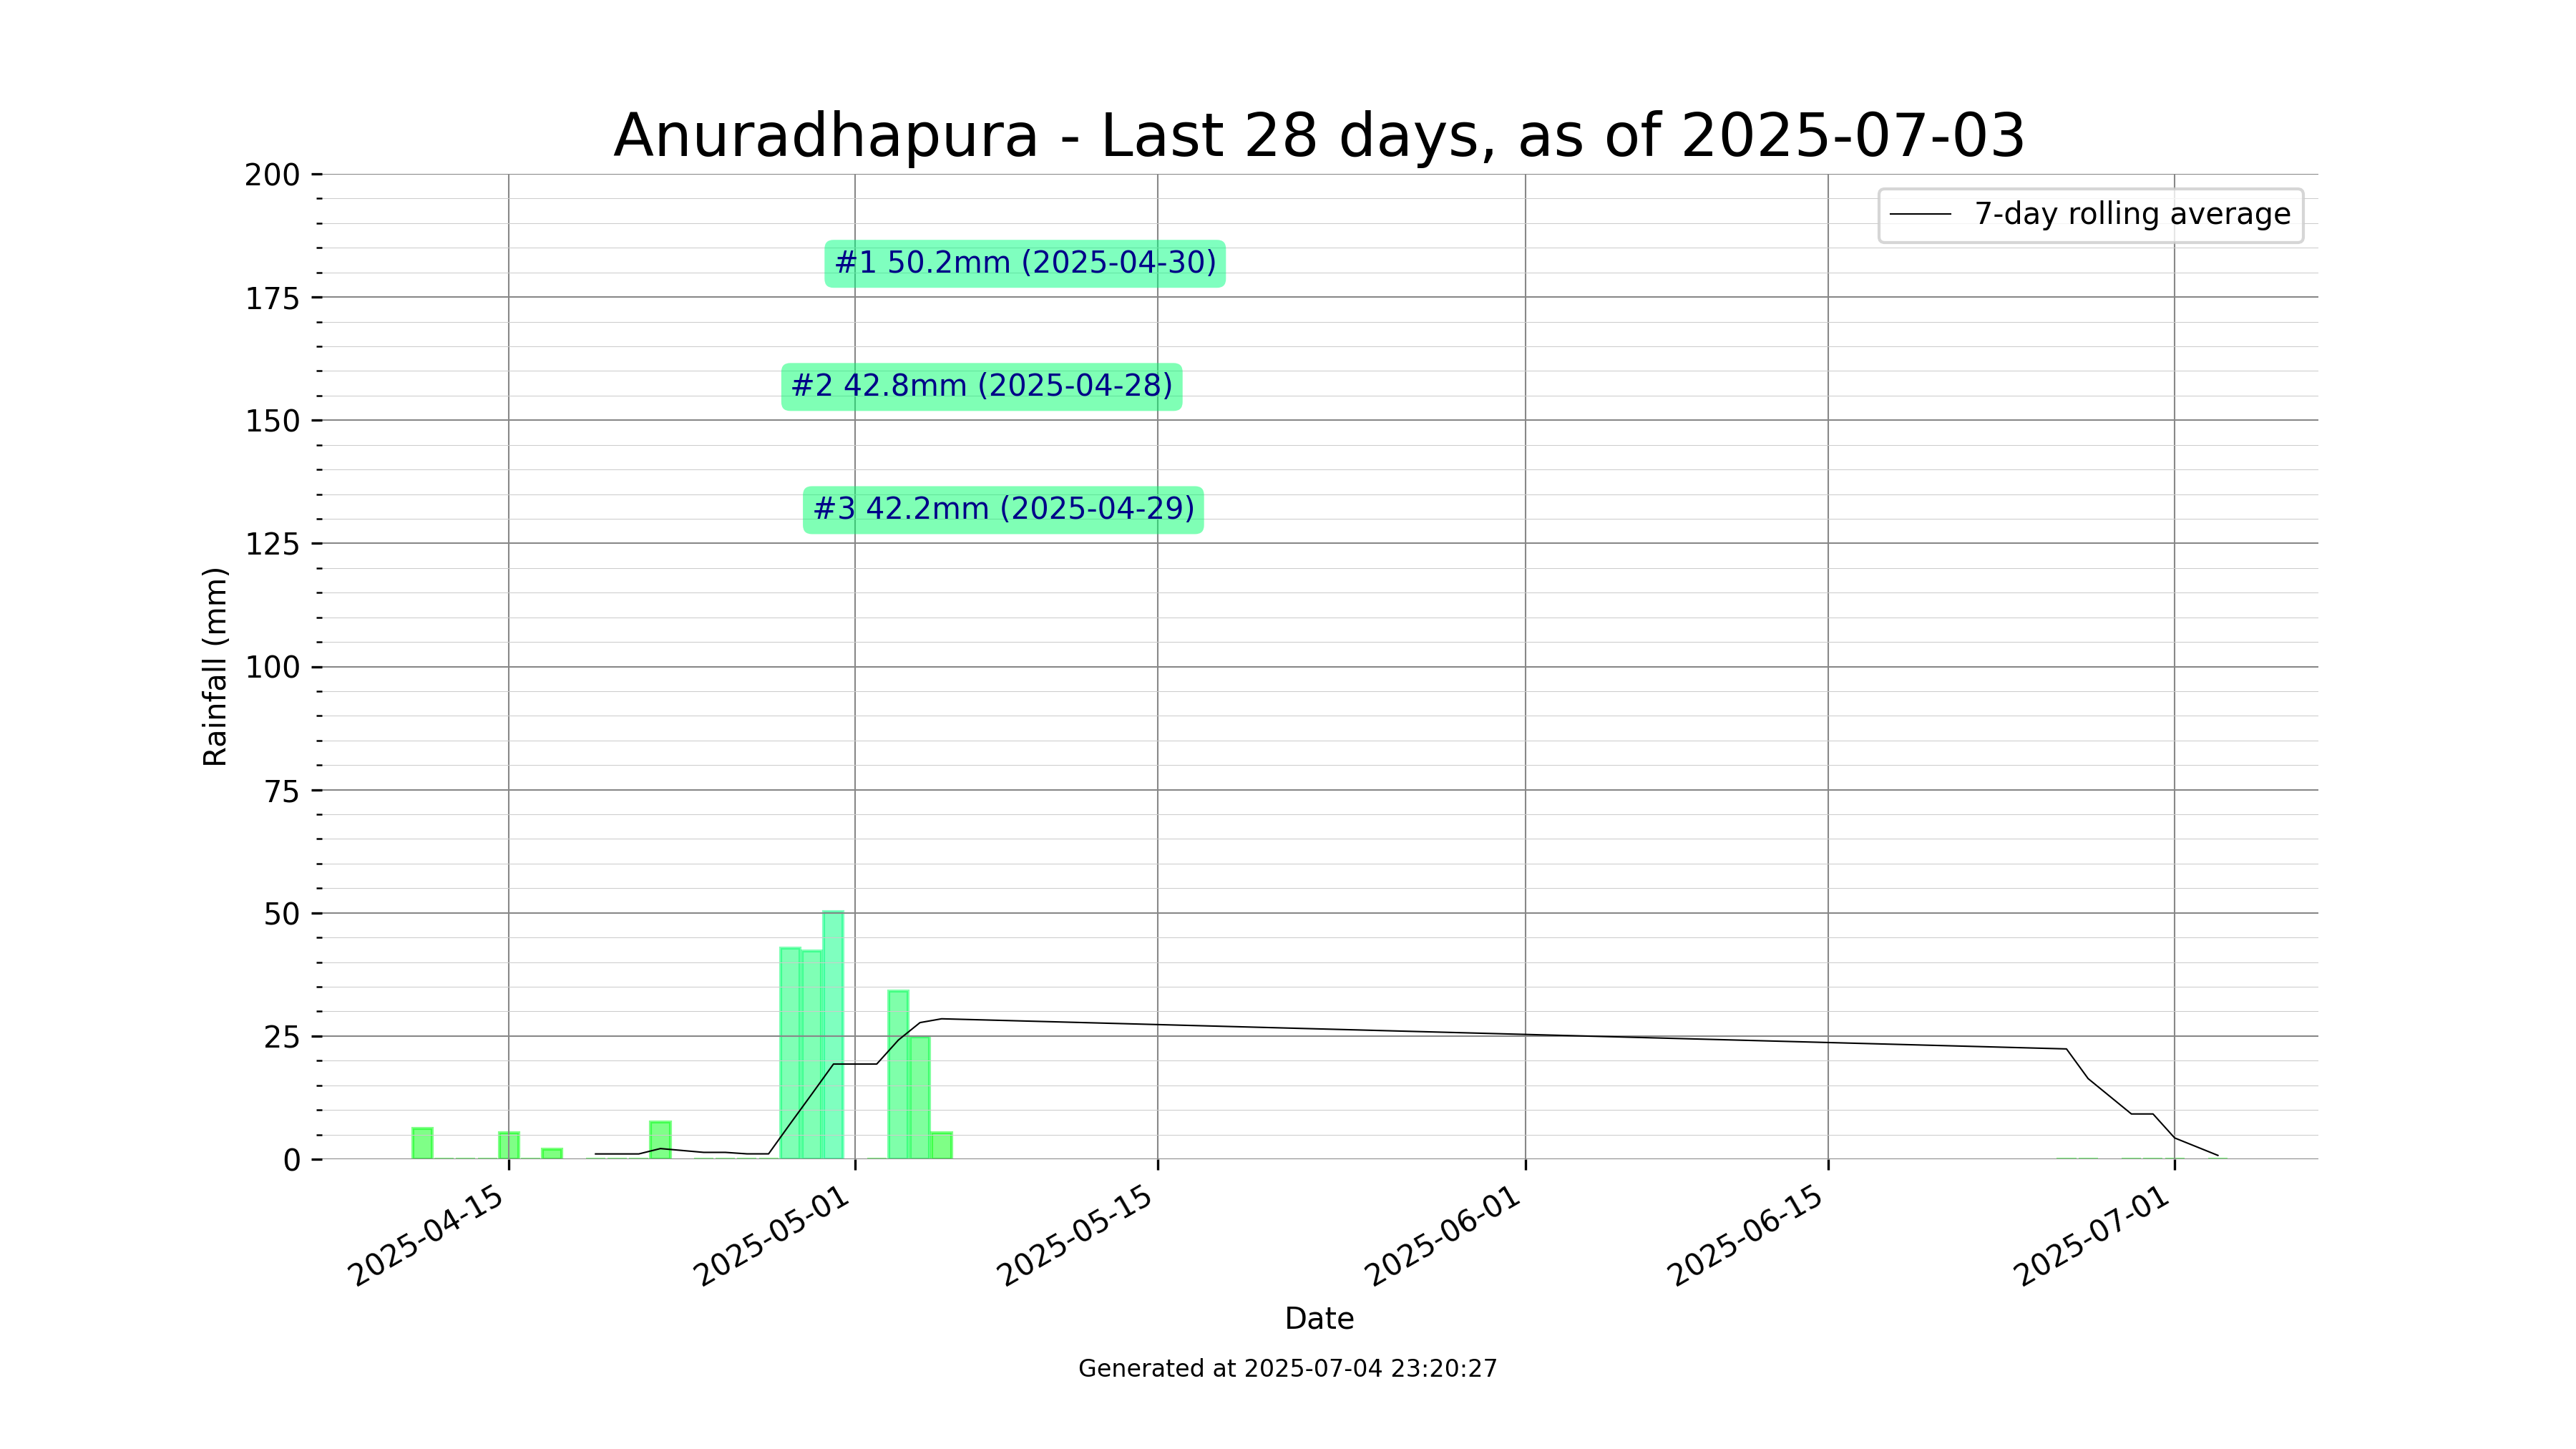 Anuradhapura - Last 28 days, as of 2025-07-03
7-day rolling average
#1 50.2mm (2025-04-30)
#2 42.8mm (2025-04-28)
#3 42.2mm (2025-04-29)
Rainfall (mm)
200
175
150
125
100
75
50
25
0
2025-04-15
2025-05-01
2025-05-15
2025-06-01
2025-06-15
2025-07-01
Date
Generated at 2025-07-04 23:20:27